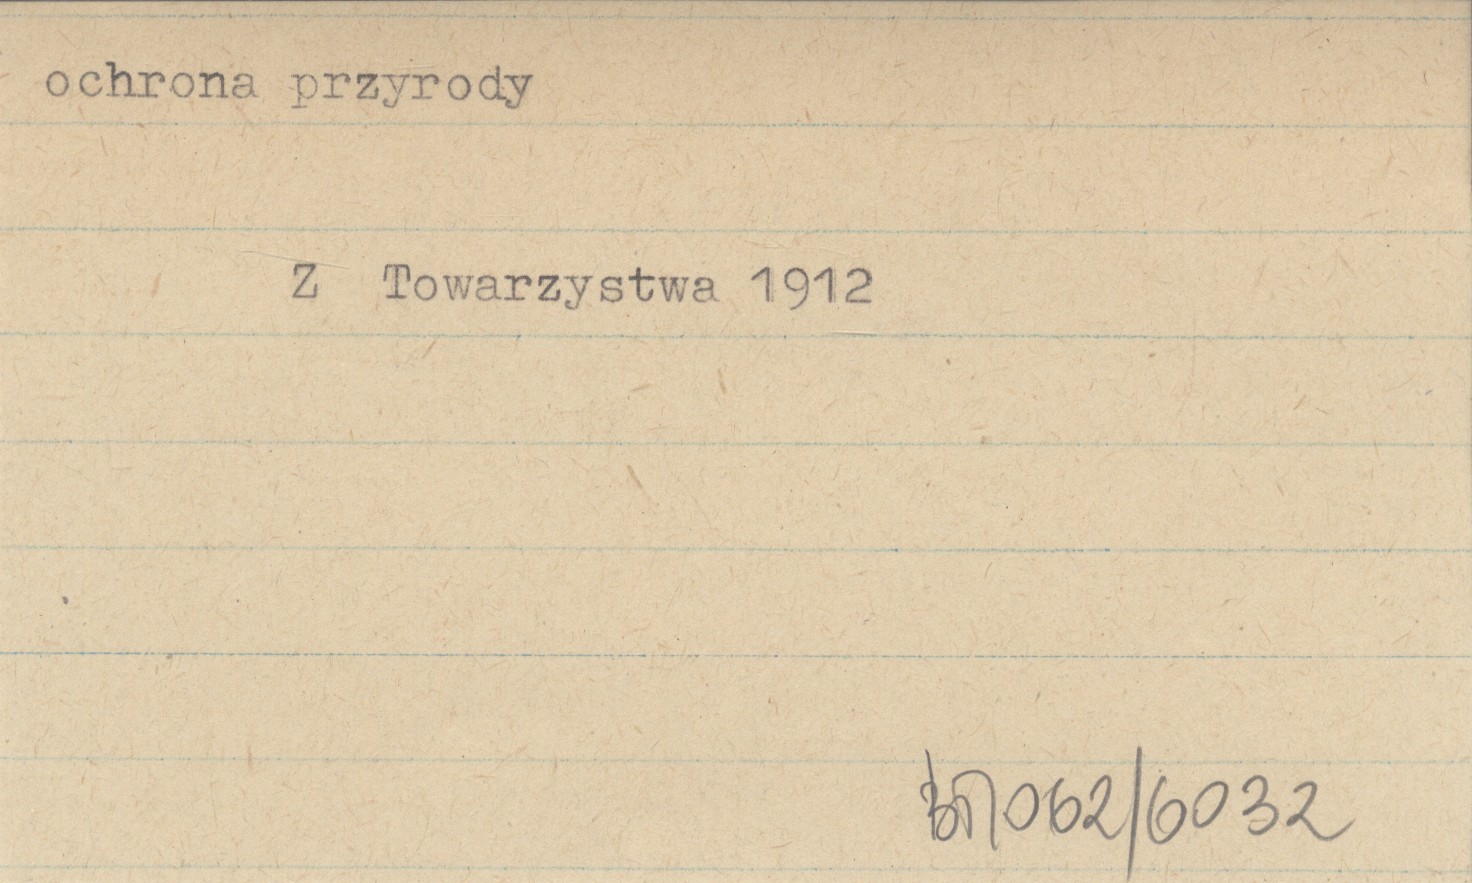 ochrona przyrody
Z Towarzystwa 1912
062/6032